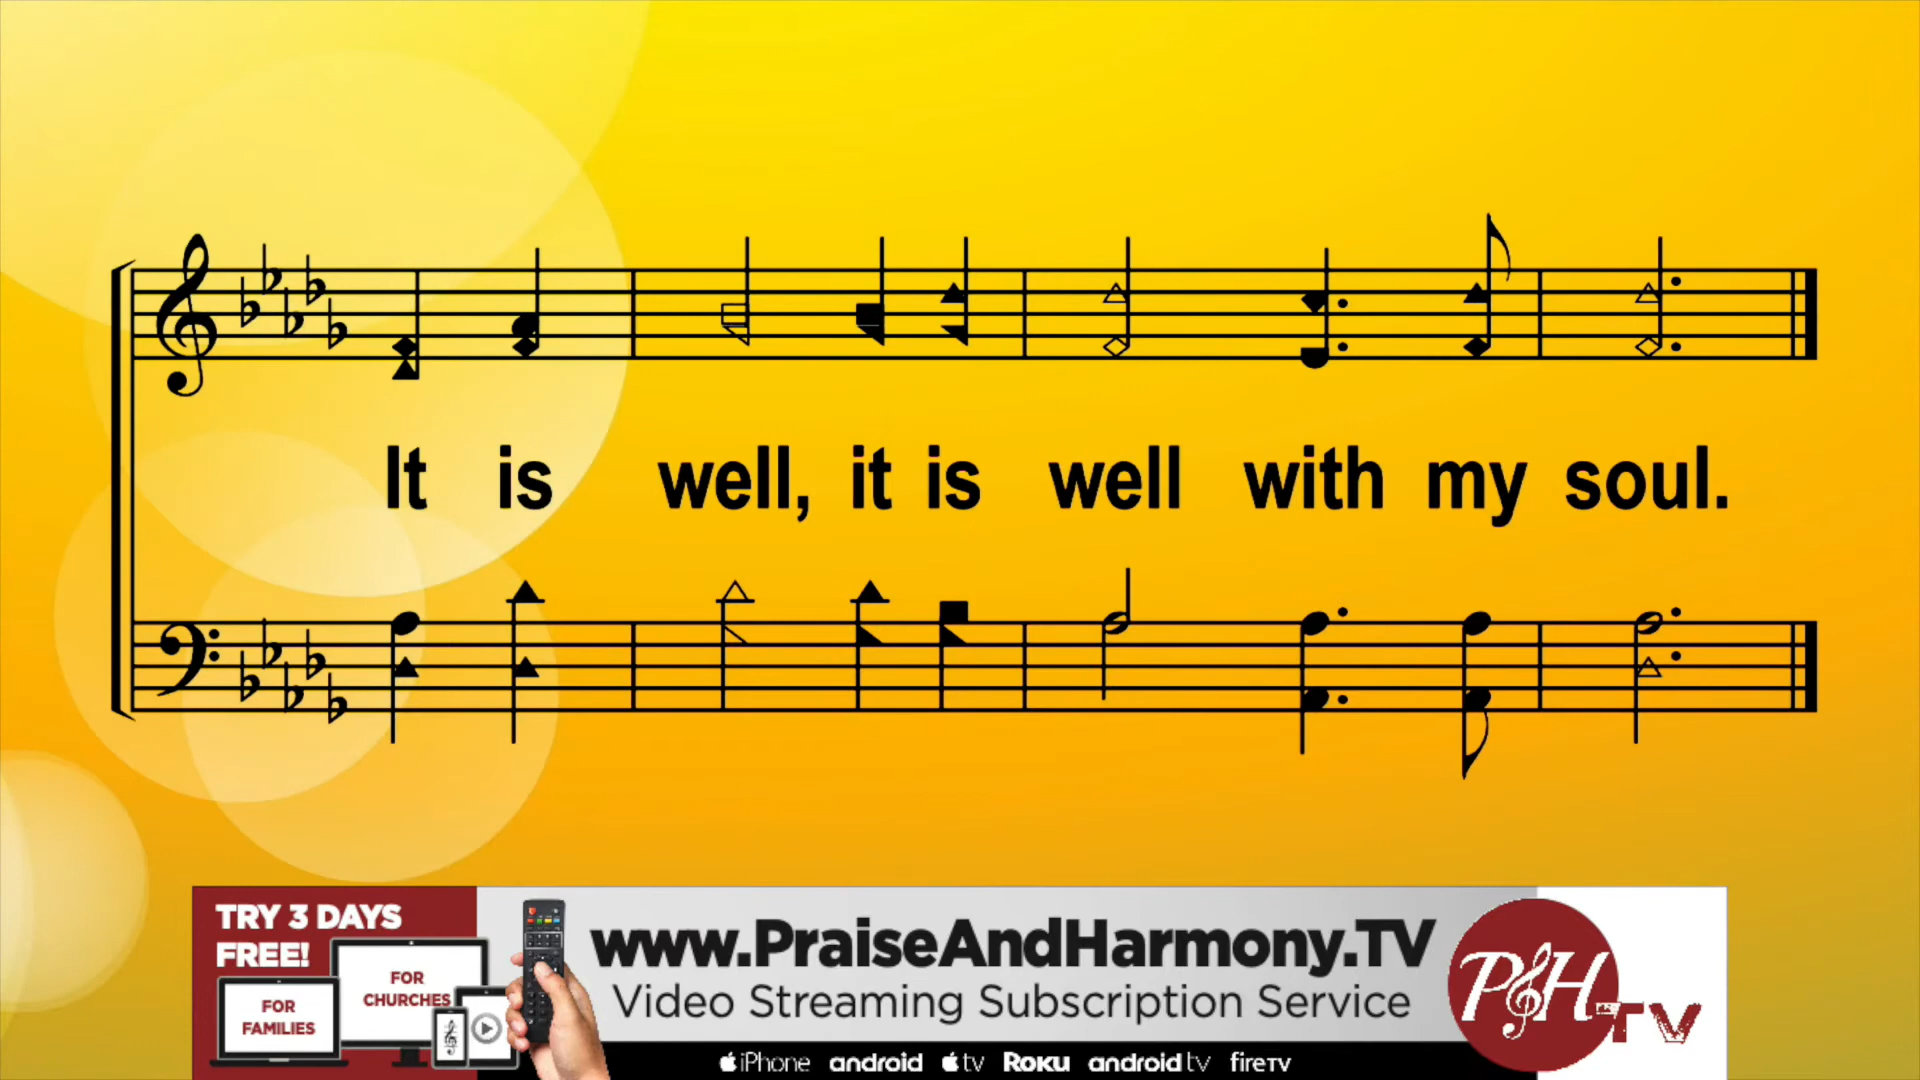 It is well, it is well with my soul.
TRY 3 DAYS
FREE!
FOR
FAMILIES
FOR
CHURCHES
www.PraiseAndHarmony.TV
Video Streaming Subscription Service
iPhone android tv ROKU android tv fireTV
P&H TV